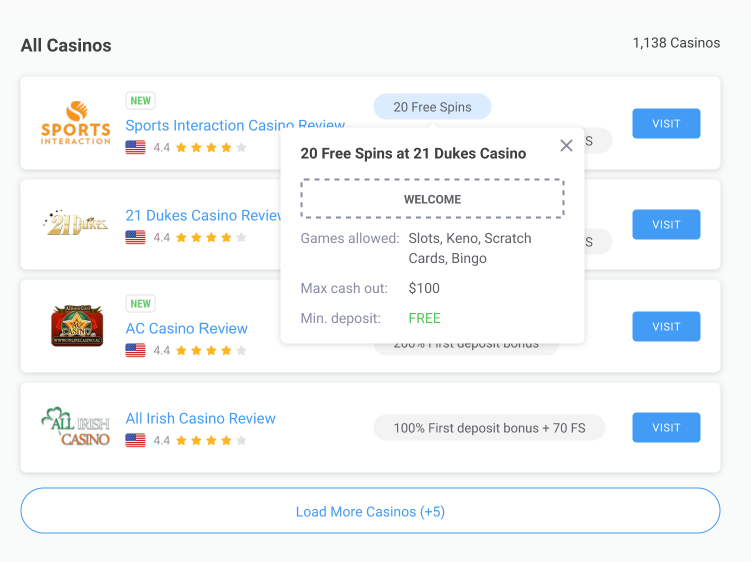 All Casinos
1,138 Casinos
SPORTS
INTERACTION
NEW
Sports Interaction Casino Review
4.4
20 Free Spins
S
VISIT
20 Free Spins at 21 Dukes Casino
WELCOME
Games allowed: Slots, Keno, Scratch
Cards, Bingo
Max cash out: $100
Min. deposit: FREE
21 DUKES
21 Dukes Casino Review
4.4
S
VISIT
CASINO
NEW
AC Casino Review
4.4
200% First deposit bonus
VISIT
ALL IRISH
CASINO
All Irish Casino Review
4.4
100% First deposit bonus + 70 FS
VISIT
Load More Casinos (+5)